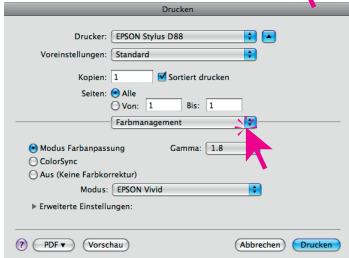 Drucken
Drucker: EPSON Stylus D88
Voreinstellungen: Standard
Kopien: 1 Sortiert drucken
Seiten: Alle
Von: 1 Bis: 1
Farbmanagement
Modus Farbanpassung Gamma: 1.8
ColorSync
Aus (Keine Farbkorrektur)
Modus: EPSON Vivid
Erweiterte Einstellungen:
? PDF Vorschau Abbrechen Drucken